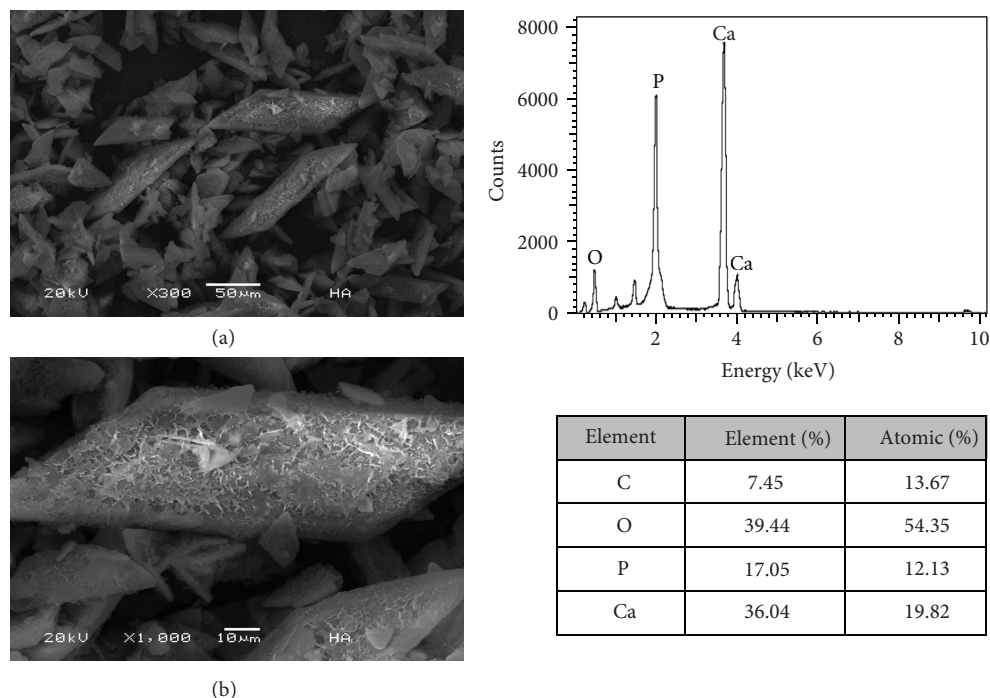 20kV X300 50μm HA
(a)
20kV X1,000 10μm HA
(b)
8000
6000
4000
2000
0
Counts
O
P
Ca
Ca
2 4 6 8 10
Energy (keV)
Element Element (%) Atomic (%)
C 7.45 13.67
O 39.44 54.35
P 17.05 12.13
Ca 36.04 19.82